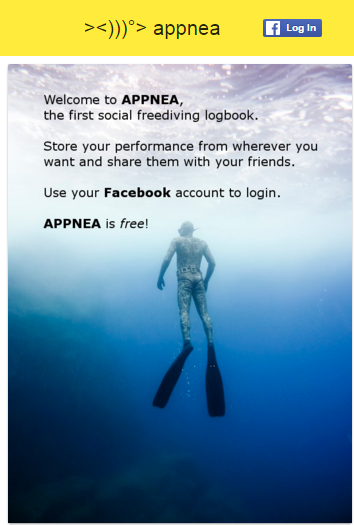 ><)))°> appnea
Log In
Welcome to APPNEA,
the first social freediving logbook.
Store your performance from wherever you
want and share them with your friends.
Use your Facebook account to login.
APPNEA is free!